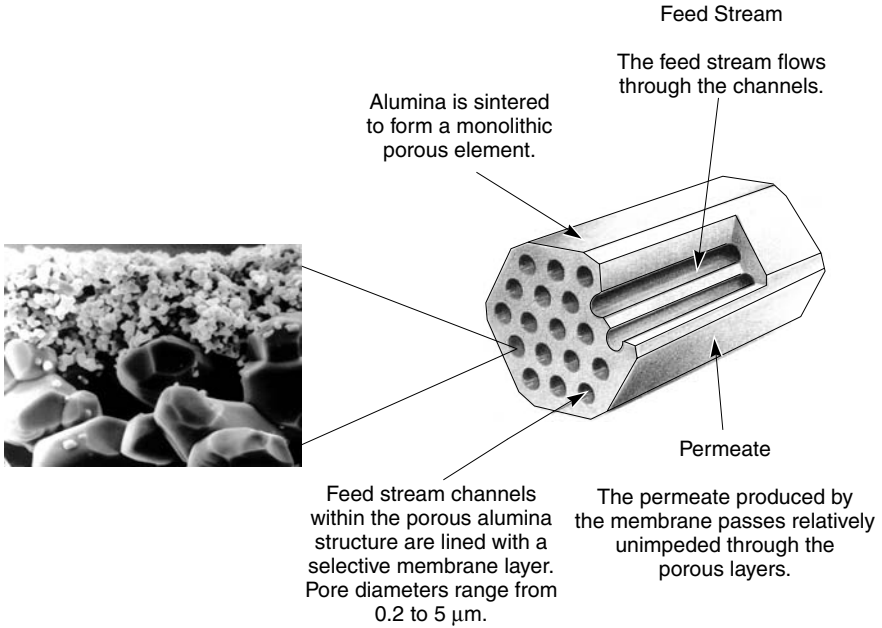 Feed Stream
The feed stream flows
through the channels.
Alumina is sintered
to form a monolithic
porous element.
Permeate
The permeate produced by
the membrane passes relatively
unimpeded through the
porous layers.
Feed stream channels
within the porous alumina
structure are lined with a
selective membrane layer.
Pore diameters range from
0.2 to 5 μm.